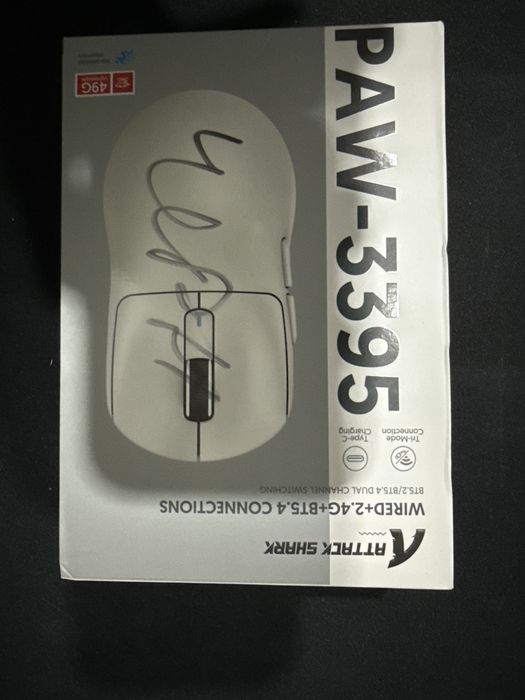 ATTACK SHARK
WIRED+2.4G+BT5.4 CONNECTIONS
BT5.2/BT5.4 DUAL CHANNEL SWITCHING
Tri-Mode
Connection
Type-C
Charging
PAW-3395
49G